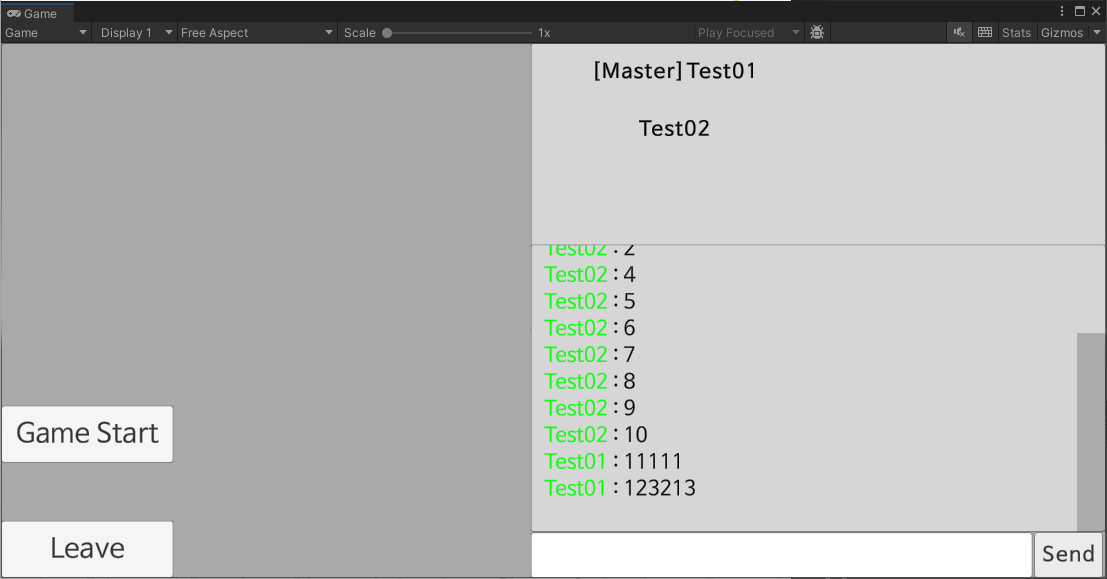 Game
Game Display 1 Free Aspect Scale 1x Play Focused Stats Gizmos
[Master]Test01
Test02
Test02 : 2
Test02 : 4
Test02 : 5
Test02 : 6
Test02 : 7
Test02 : 8
Test02 : 9
Test02 : 10
Test01 : 11111
Test01 : 123213
Game Start
Leave
Send